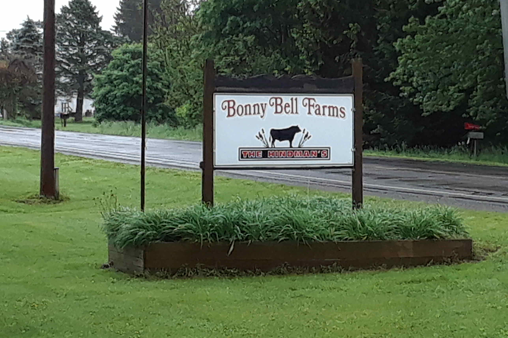 Bonny Bell Farms
THE HINDMAN'S